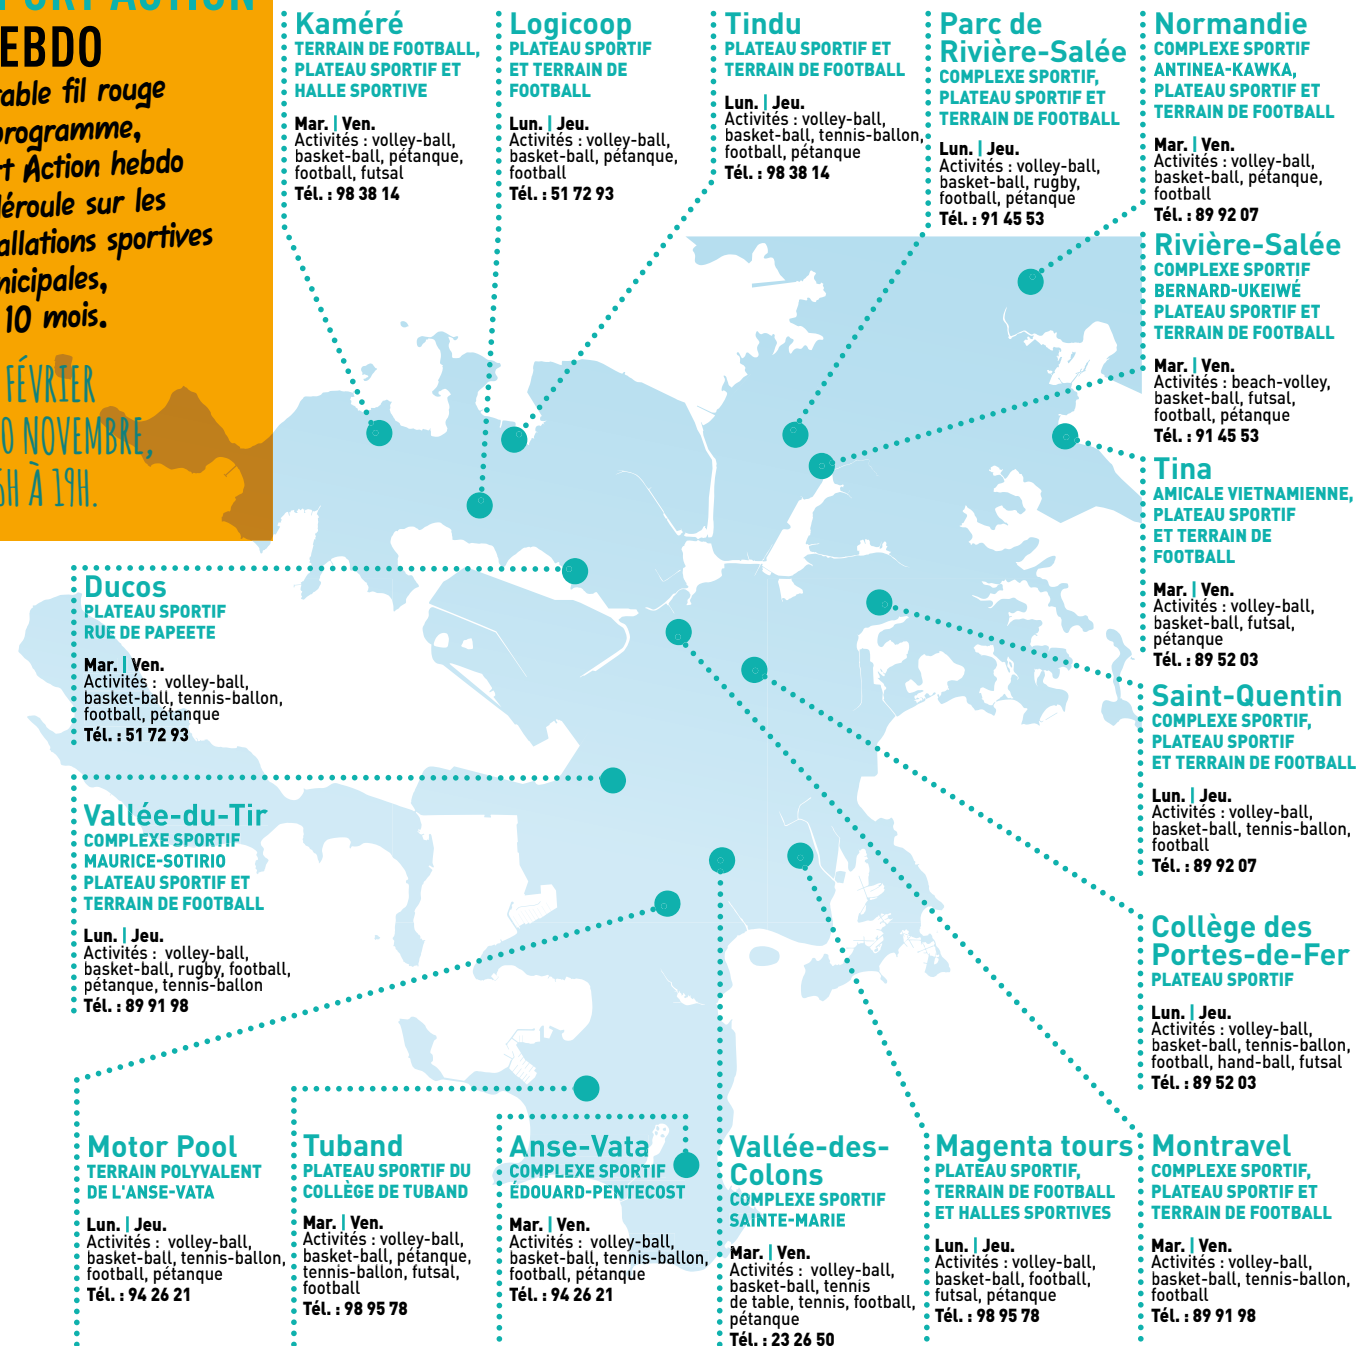 HEBDO
fil rouge
programme,
Action hebdo
sur les
sportives
10 mois.
FÉVRIER
NOVEMBRE,
À 19H.
Kaméré
TERRAIN DE FOOTBALL,
PLATEAU SPORTIF ET
HALLE SPORTIVE
Mar. | Ven.
Activités : volley-ball,
basket-ball, pétanque,
football, futsal
Tél. : 98 38 14
Logicoop
PLATEAU SPORTIF
ET TERRAIN DE
FOOTBALL
Lun. | Jeu.
Activités : volley-ball,
basket-ball, pétanque,
football
Tél. : 51 72 93
Tindu
PLATEAU SPORTIF ET
TERRAIN DE FOOTBALL
Lun. | Jeu.
Activités : volley-ball,
basket-ball, tennis-ballon,
football, pétanque
Tél. : 98 38 14
Parc de
Rivière-Salée
COMPLEXE SPORTIF,
PLATEAU SPORTIF ET
TERRAIN DE FOOTBALL
Lun. | Jeu.
Activités : volley-ball,
basket-ball, rugby,
football, pétanque
Tél. : 91 45 53
Normandie
COMPLEXE SPORTIF
ANTINEA-KAWKA,
PLATEAU SPORTIF ET
TERRAIN DE FOOTBALL
Mar. | Ven.
Activités : volley-ball,
basket-ball, pétanque,
football
Tél. : 89 92 07
Rivière-Salée
COMPLEXE SPORTIF
BERNARD-UKEIWÉ
PLATEAU SPORTIF ET
TERRAIN DE FOOTBALL
Mar. | Ven.
Activités : beach-volley,
basket-ball, futsal,
football, pétanque
Tél. : 91 45 53
Tina
AMICALE VIETNAMIENNE,
PLATEAU SPORTIF
ET TERRAIN DE
FOOTBALL
Mar. | Ven.
Activités : volley-ball,
basket-ball, futsal,
pétanque
Tél. : 89 52 03
Ducos
PLATEAU SPORTIF
RUE DE PAPEETE
Mar. | Ven.
Activités : volley-ball,
basket-ball, tennis-ballon,
football, pétanque
Tél. : 51 72 93
Saint-Quentin
COMPLEXE SPORTIF,
PLATEAU SPORTIF
ET TERRAIN DE FOOTBALL
Lun. | Jeu.
Activités : volley-ball,
basket-ball, tennis-ballon,
football
Tél. : 89 92 07
Vallée-du-Tir
COMPLEXE SPORTIF
MAURICE-SOTIRIO
PLATEAU SPORTIF ET
TERRAIN DE FOOTBALL
Lun. | Jeu.
Activités : volley-ball,
basket-ball, rugby, football,
pétanque, tennis-ballon
Tél. : 89 91 98
Collège des
Portes-de-Fer
PLATEAU SPORTIF
Lun. | Jeu.
Activités : volley-ball,
basket-ball, tennis-ballon,
football, hand-ball, futsal
Tél. : 89 52 03
Motor Pool
TERRAIN POLYVALENT
DE L'ANSE-VATA
Lun. | Jeu.
Activités : volley-ball,
basket-ball, tennis-ballon,
football, pétanque
Tél. : 94 26 21
Tuband
PLATEAU SPORTIF DU
COLLÈGE DE TUBAND
Mar. | Ven.
Activités : volley-ball,
basket-ball, pétanque,
tennis-ballon, futsal,
football
Tél. : 98 95 78
Anse-Vata
COMPLEXE SPORTIF
ÉDOUARD-PENTECOST
Mar. | Ven.
Activités : volley-ball,
basket-ball, tennis-ballon,
football, pétanque
Tél. : 94 26 21
Vallée-des-
Colons
COMPLEXE SPORTIF
SAINTE-MARIE
Mar. | Ven.
Activités : volley-ball,
basket-ball, tennis
de table, tennis, football,
pétanque
Tél. : 23 26 50
Magenta tours
PLATEAU SPORTIF,
TERRAIN DE FOOTBALL
ET HALLES SPORTIVES
Lun. | Jeu.
Activités : volley-ball,
basket-ball, football,
futsal, pétanque
Tél. : 98 95 78
Montravel
COMPLEXE SPORTIF,
PLATEAU SPORTIF ET
TERRAIN DE FOOTBALL
Mar. | Ven.
Activités : volley-ball,
basket-ball, tennis-ballon,
football
Tél. : 89 91 98